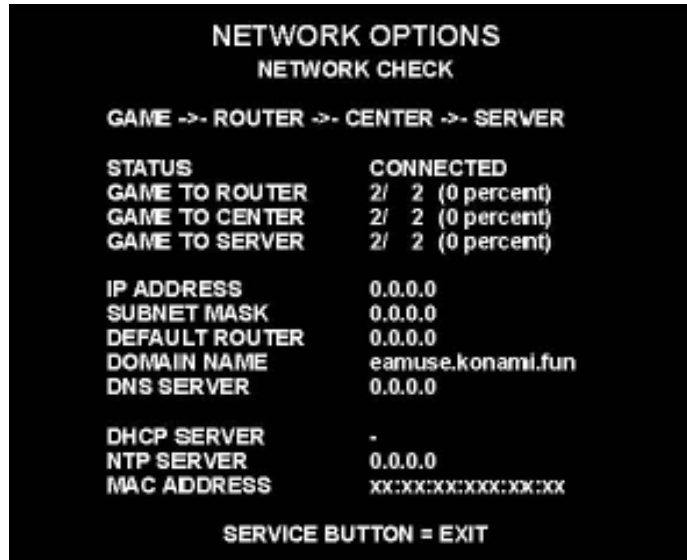 NETWORK OPTIONS
NETWORK CHECK
GAME ->- ROUTER ->- CENTER ->- SERVER
STATUS CONNECTED
GAME TO ROUTER 2/ 2 (0 percent)
GAME TO CENTER 2/ 2 (0 percent)
GAME TO SERVER 2/ 2 (0 percent)
IP ADDRESS 0.0.0.0
SUBNET MASK 0.0.0.0
DEFAULT ROUTER 0.0.0.0
DOMAIN NAME eamuse.konami.fun
DNS SERVER 0.0.0.0
DHCP SERVER -
NTP SERVER 0.0.0.0
MAC ADDRESS xx:xx:xx:xxx:xx:xx
SERVICE BUTTON = EXIT